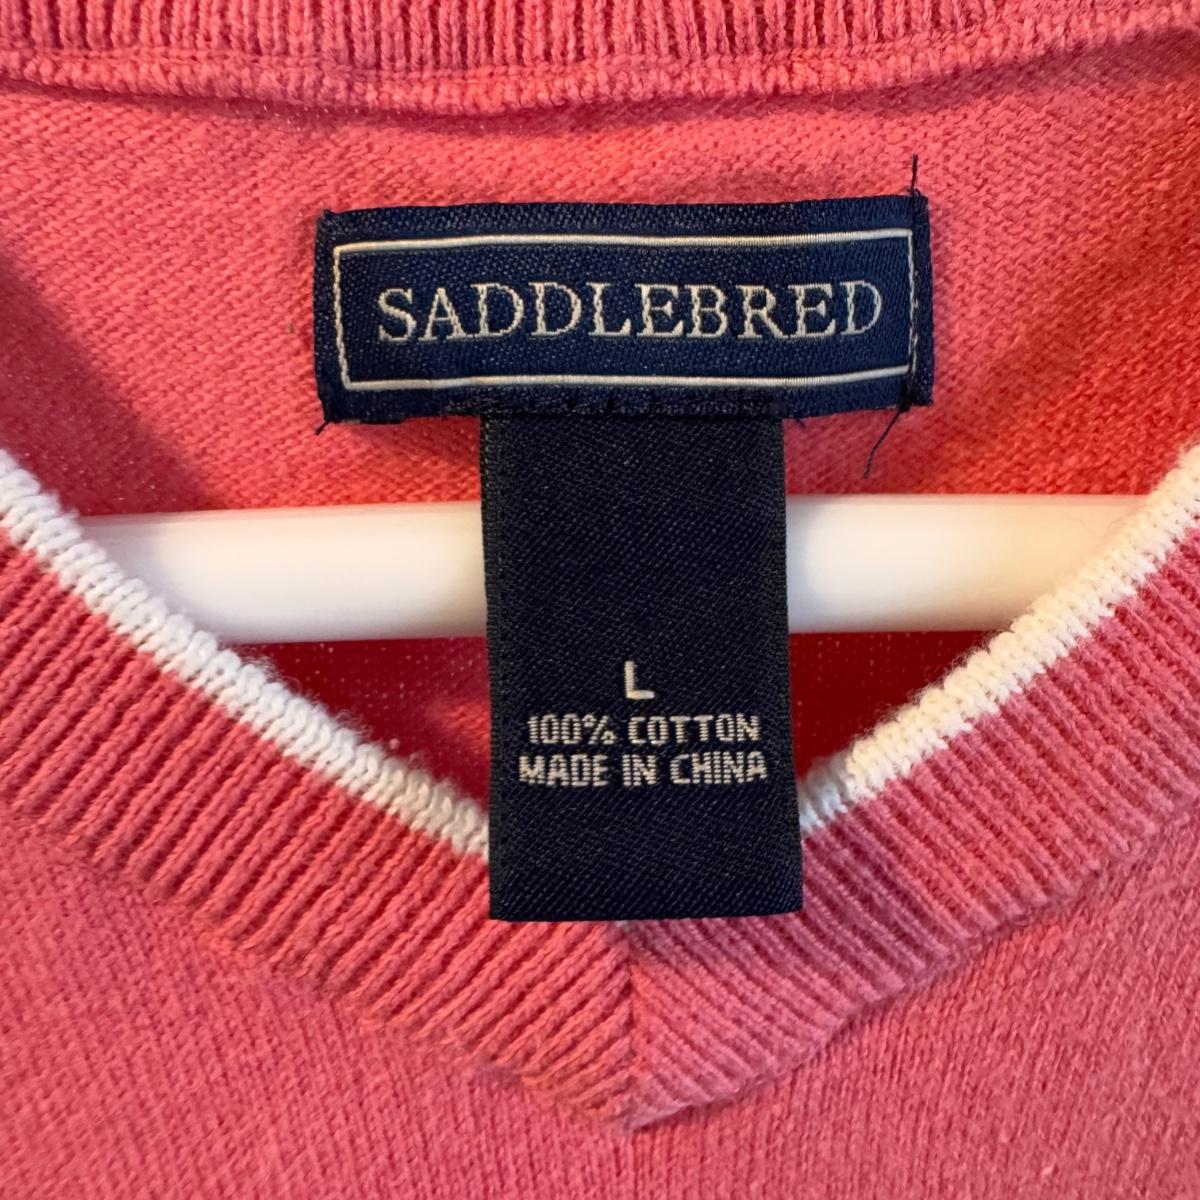 SADDLEBRED
L
100% COTTON
MADE IN CHINA